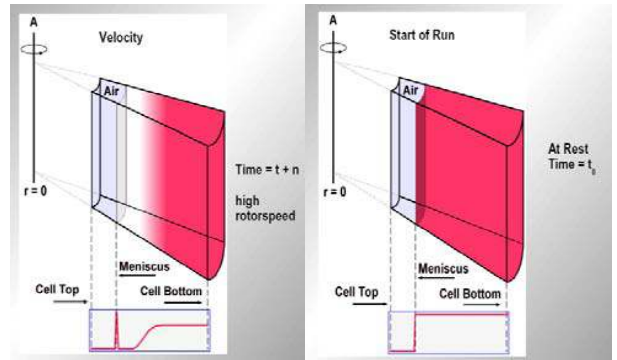 A
Velocity
Air
Time = t + n
high
rotorspeed
r = 0
Meniscus
Cell Top
Cell Bottom
A
Start of Run
Air
At Rest
Time = t₀
r = 0
Meniscus
Cell Top
Cell Bottom